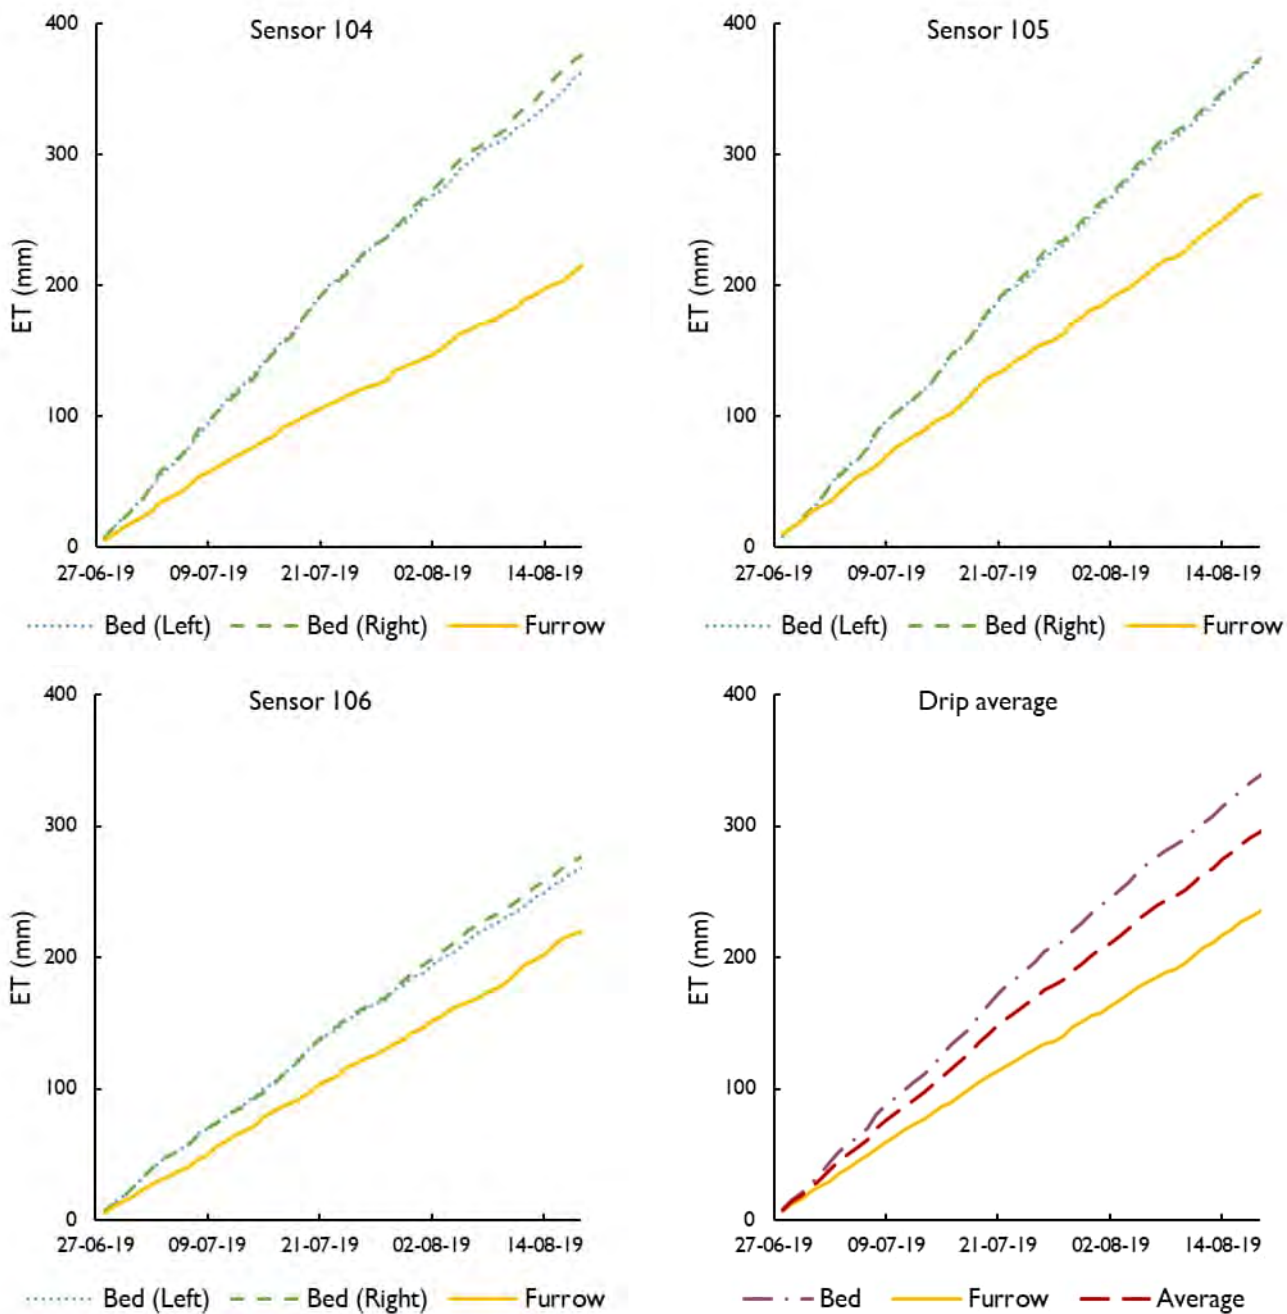 Sensor 104
400
300
200
100
0
ET (mm)
27-06-19 09-07-19 21-07-19 02-08-19 14-08-19
Bed (Left) Bed (Right) Furrow
Sensor 105
400
300
200
100
0
ET (mm)
27-06-19 09-07-19 21-07-19 02-08-19 14-08-19
Bed (Left) Bed (Right) Furrow
Sensor 106
400
300
200
100
0
ET (mm)
27-06-19 09-07-19 21-07-19 02-08-19 14-08-19
Bed (Left) Bed (Right) Furrow
Drip average
400
300
200
100
0
ET (mm)
27-06-19 09-07-19 21-07-19 02-08-19 14-08-19
Bed Furrow Average